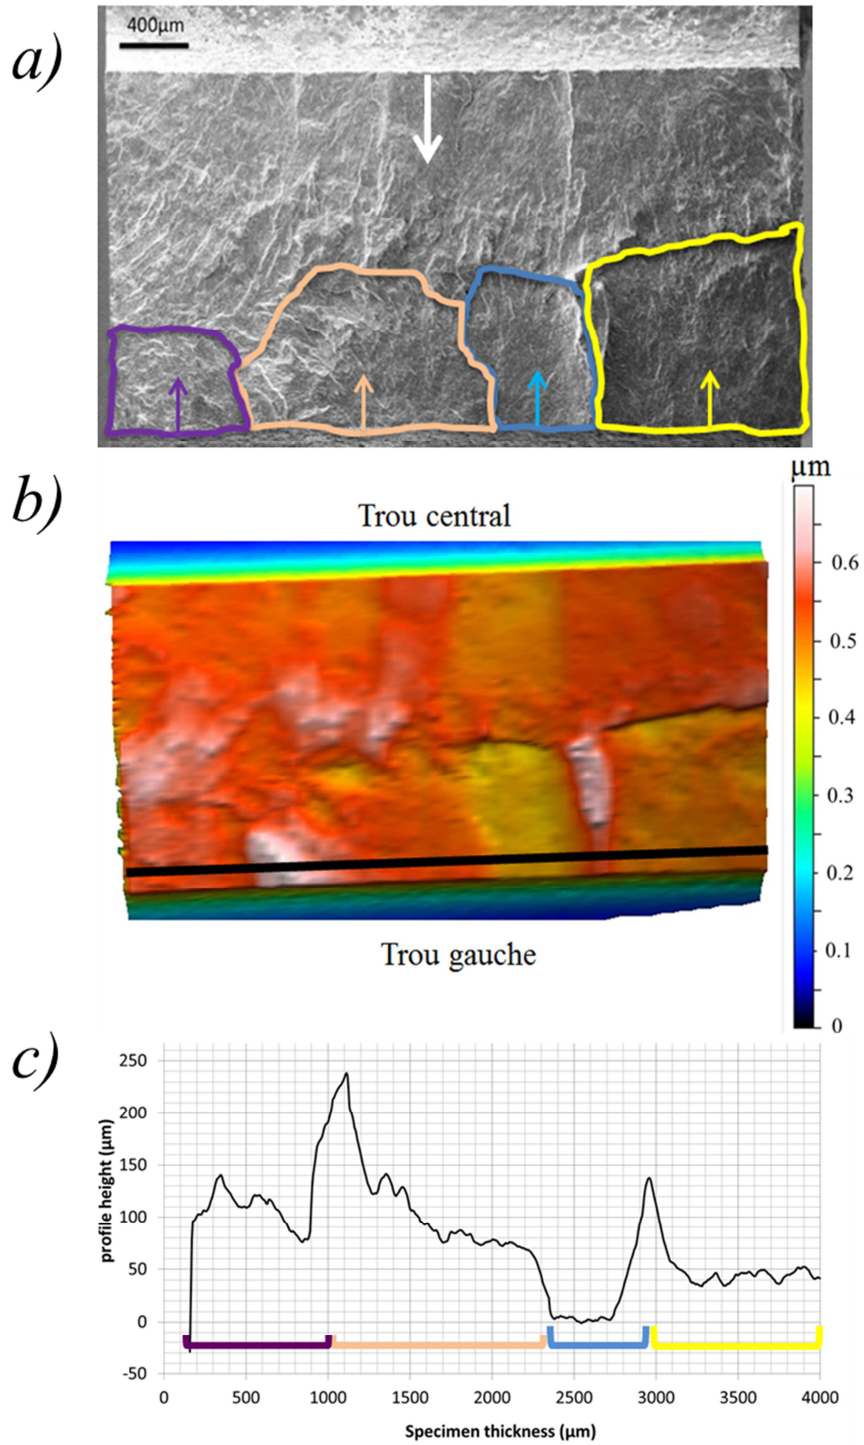 a)
400µm
b)
µm
Trou central
0.6
0.5
0.4
0.3
0.2
0.1
0
Trou gauche
c)
profile height (µm)
250
200
150
100
50
0
-50
0 500 1000 1500 2000 2500 3000 3500 4000
Specimen thickness (µm)